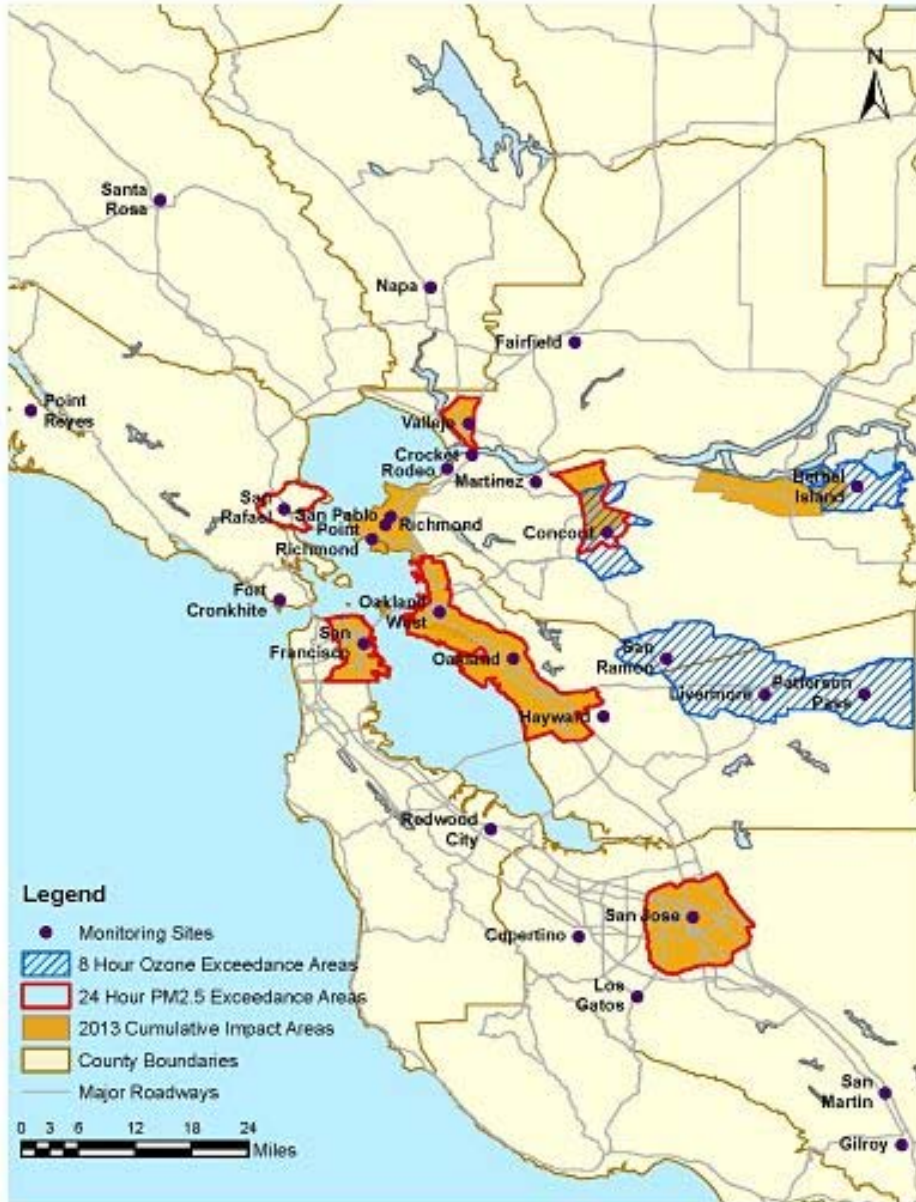 N
Santa
Rosa
Napa
Fairfield
Point
Reyes
Vallejo
Crocket
Rodeo
Martinez
Bethel
Island
San
Rafael
San Pablo
Richmond
Point
Richmond
Concord
Fort
Cronkhite
Oakland
West
San
Francisco
Oakland
San
Ramon
Livermore
Patterson
Pass
Hayward
Redwood
City
San Jose
Cupertino
Los
Gatos
San
Martin
Gilroy
Legend
Monitoring Sites
8 Hour Ozone Exceedance Areas
24 Hour PM2.5 Exceedance Areas
2013 Cumulative Impact Areas
County Boundaries
Major Roadways
0 3 6 12 18 24
Miles